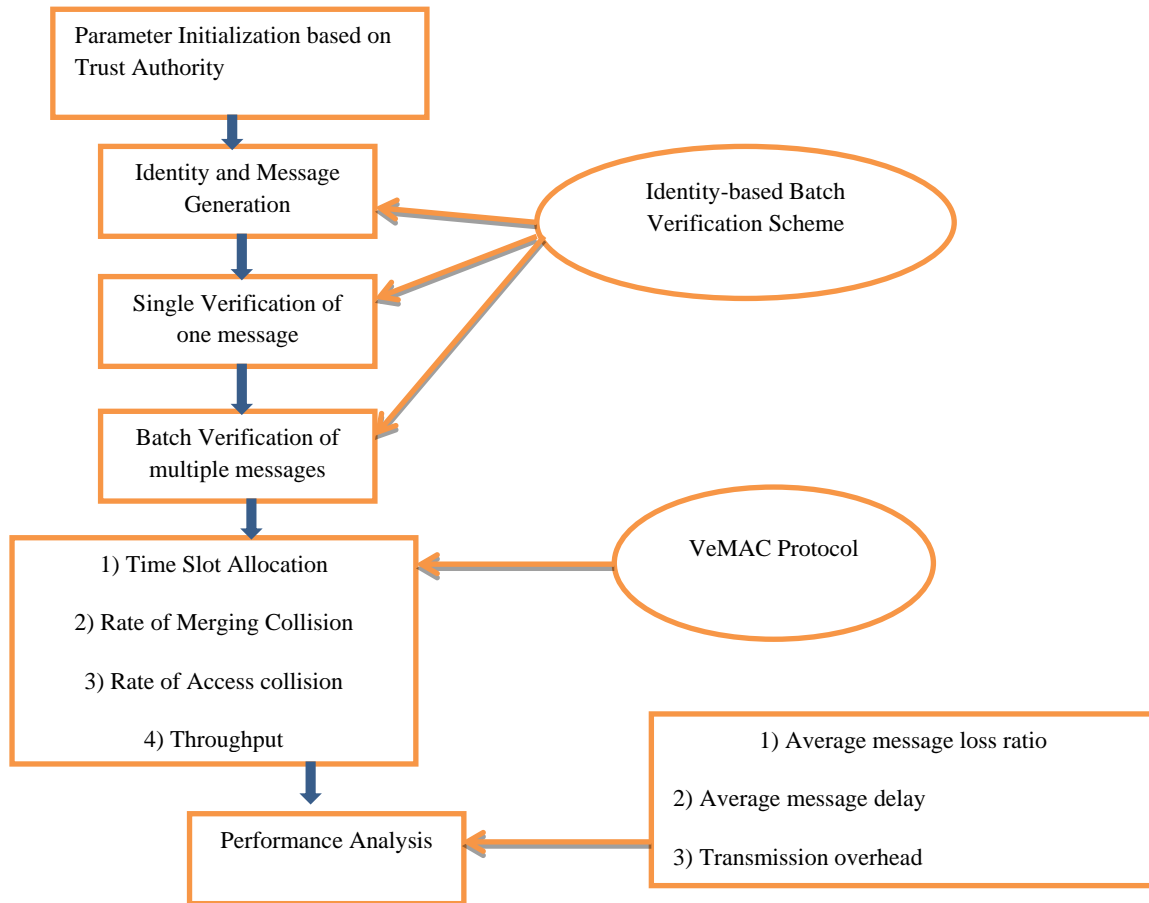 Parameter Initialization based on
Trust Authority
Identity and Message
Generation
Identity-based Batch
Verification Scheme
Single Verification of
one message
Batch Verification of
multiple messages
1) Time Slot Allocation
2) Rate of Merging Collision
3) Rate of Access collision
4) Throughput
VeMAC Protocol
1) Average message loss ratio
2) Average message delay
3) Transmission overhead
Performance Analysis